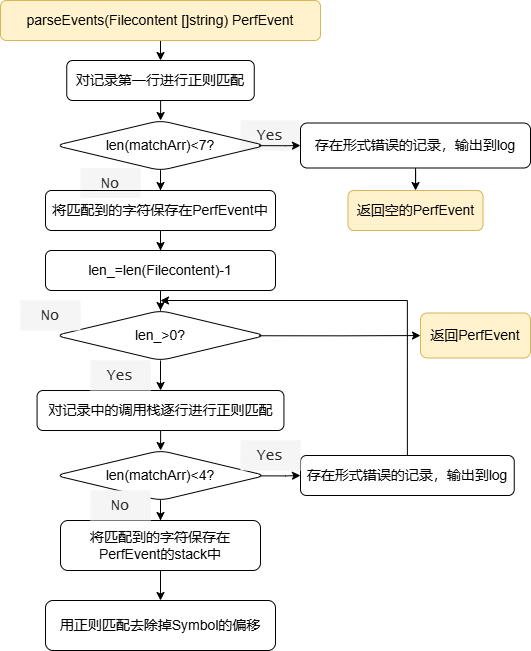 parseEvents(Filecontent []string) PerfEvent
对记录第一行进行正则匹配
len(matchArr)<7?
Yes
存在形式错误的记录，输出到log
No
将匹配到的字符保存在PerfEvent中
返回空的PerfEvent
len_=len(Filecontent)-1
No
len_>0?
返回PerfEvent
Yes
对记录中的调用栈逐行进行正则匹配
Yes
len(matchArr)<4?
存在形式错误的记录，输出到log
No
将匹配到的字符保存在
PerfEvent的stack中
用正则匹配去除掉Symbol的偏移